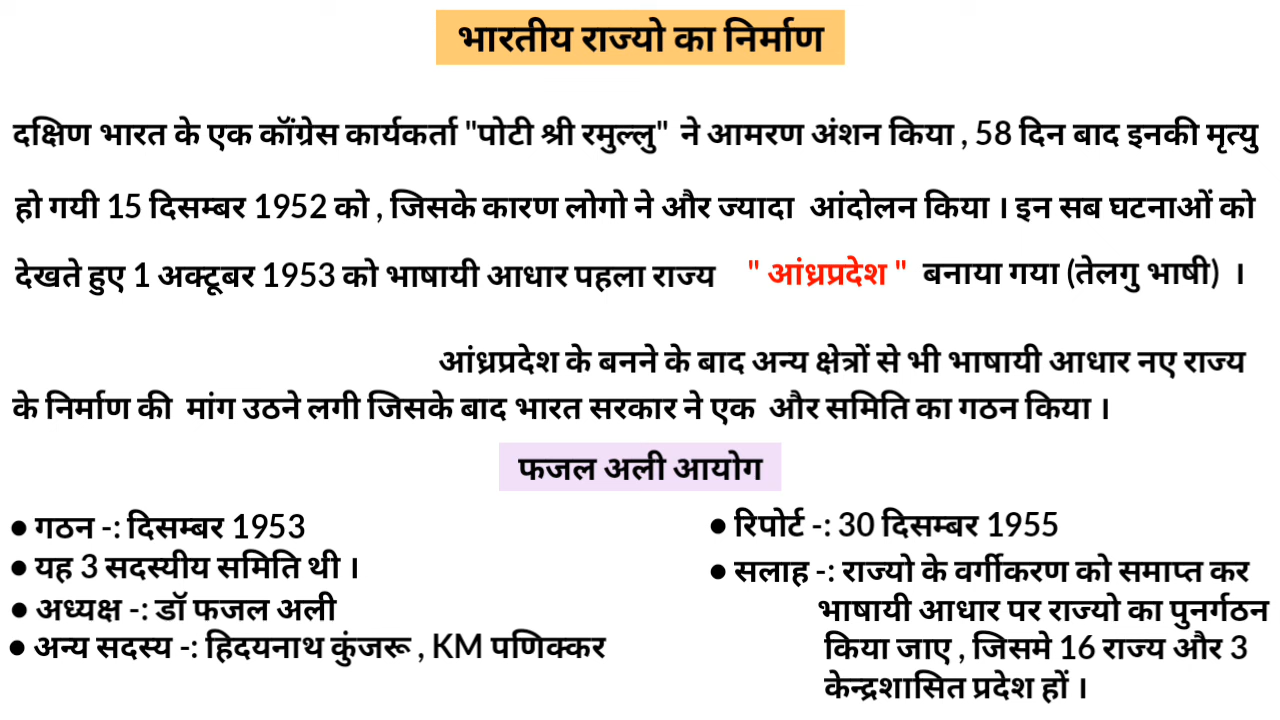 भारतीय राज्यो का निर्माण
दक्षिण भारत के एक कॉंग्रेस कार्यकर्ता "पोटी श्री रमुल्लु" ने आमरण अंशन किया , 58 दिन बाद इनकी मृत्यु
हो गयी 15 दिसम्बर 1952 को , जिसके कारण लोगो ने और ज्यादा आंदोलन किया । इन सब घटनाओं को
देखते हुए 1 अक्टूबर 1953 को भाषायी आधार पहला राज्य " आंध्रप्रदेश " बनाया गया (तेलगु भाषी) ।
आंध्रप्रदेश के बनने के बाद अन्य क्षेत्रों से भी भाषायी आधार नए राज्य
के निर्माण की मांग उठने लगी जिसके बाद भारत सरकार ने एक और समिति का गठन किया ।
फजल अली आयोग
● गठन -: दिसम्बर 1953
● यह 3 सदस्यीय समिति थी ।
● अध्यक्ष -: डॉ फजल अली
● अन्य सदस्य -: हिदयनाथ कुंजरू , KM पणिक्कर
● रिपोर्ट -: 30 दिसम्बर 1955
● सलाह -: राज्यो के वर्गीकरण को समाप्त कर
भाषायी आधार पर राज्यो का पुनर्गठन
किया जाए , जिसमे 16 राज्य और 3
केन्द्रशासित प्रदेश हों ।